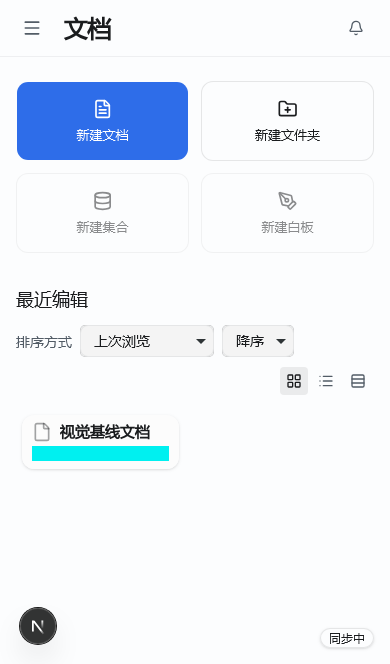 文档
新建文档
新建文件夹
新建集合
新建白板
最近编辑
排序方式 上次浏览 降序
视觉基线文档
N
同步中